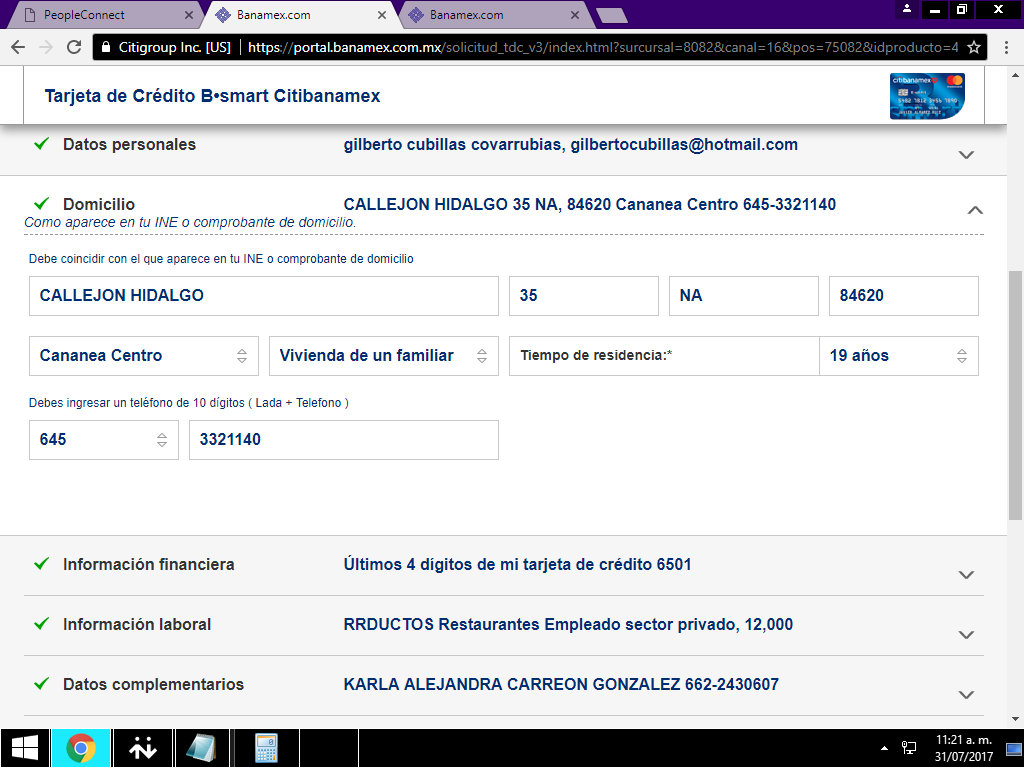 PeopleConnect
Banamex.com
Banamex.com
Citigroup Inc. [US] https://portal.banamex.com.mx/solicitud_tdc_v3/index.html?surcursal=8082&canal=16&pos=75082&idproducto=4
Tarjeta de Crédito B•smart Citibanamex
citibanamex
Datos personales gilberto cubillas covarrubias, gilbertocubillas@hotmail.com
Domicilio CALLEJON HIDALGO 35 NA, 84620 Cananea Centro 645-3321140
Como aparece en tu INE o comprobante de domicilio.
Debe coincidir con el que aparece en tu INE o comprobante de domicilio
CALLEJON HIDALGO 35 NA 84620
Cananea Centro Vivienda de un familiar Tiempo de residencia:* 19 años
Debes ingresar un teléfono de 10 dígitos ( Lada + Telefono )
645 3321140
Información financiera Últimos 4 dígitos de mi tarjeta de crédito 6501
Información laboral RRDUCTOS Restaurantes Empleado sector privado, 12,000
Datos complementarios KARLA ALEJANDRA CARREON GONZALEZ 662-2430607
11:21 a. m.
31/07/2017